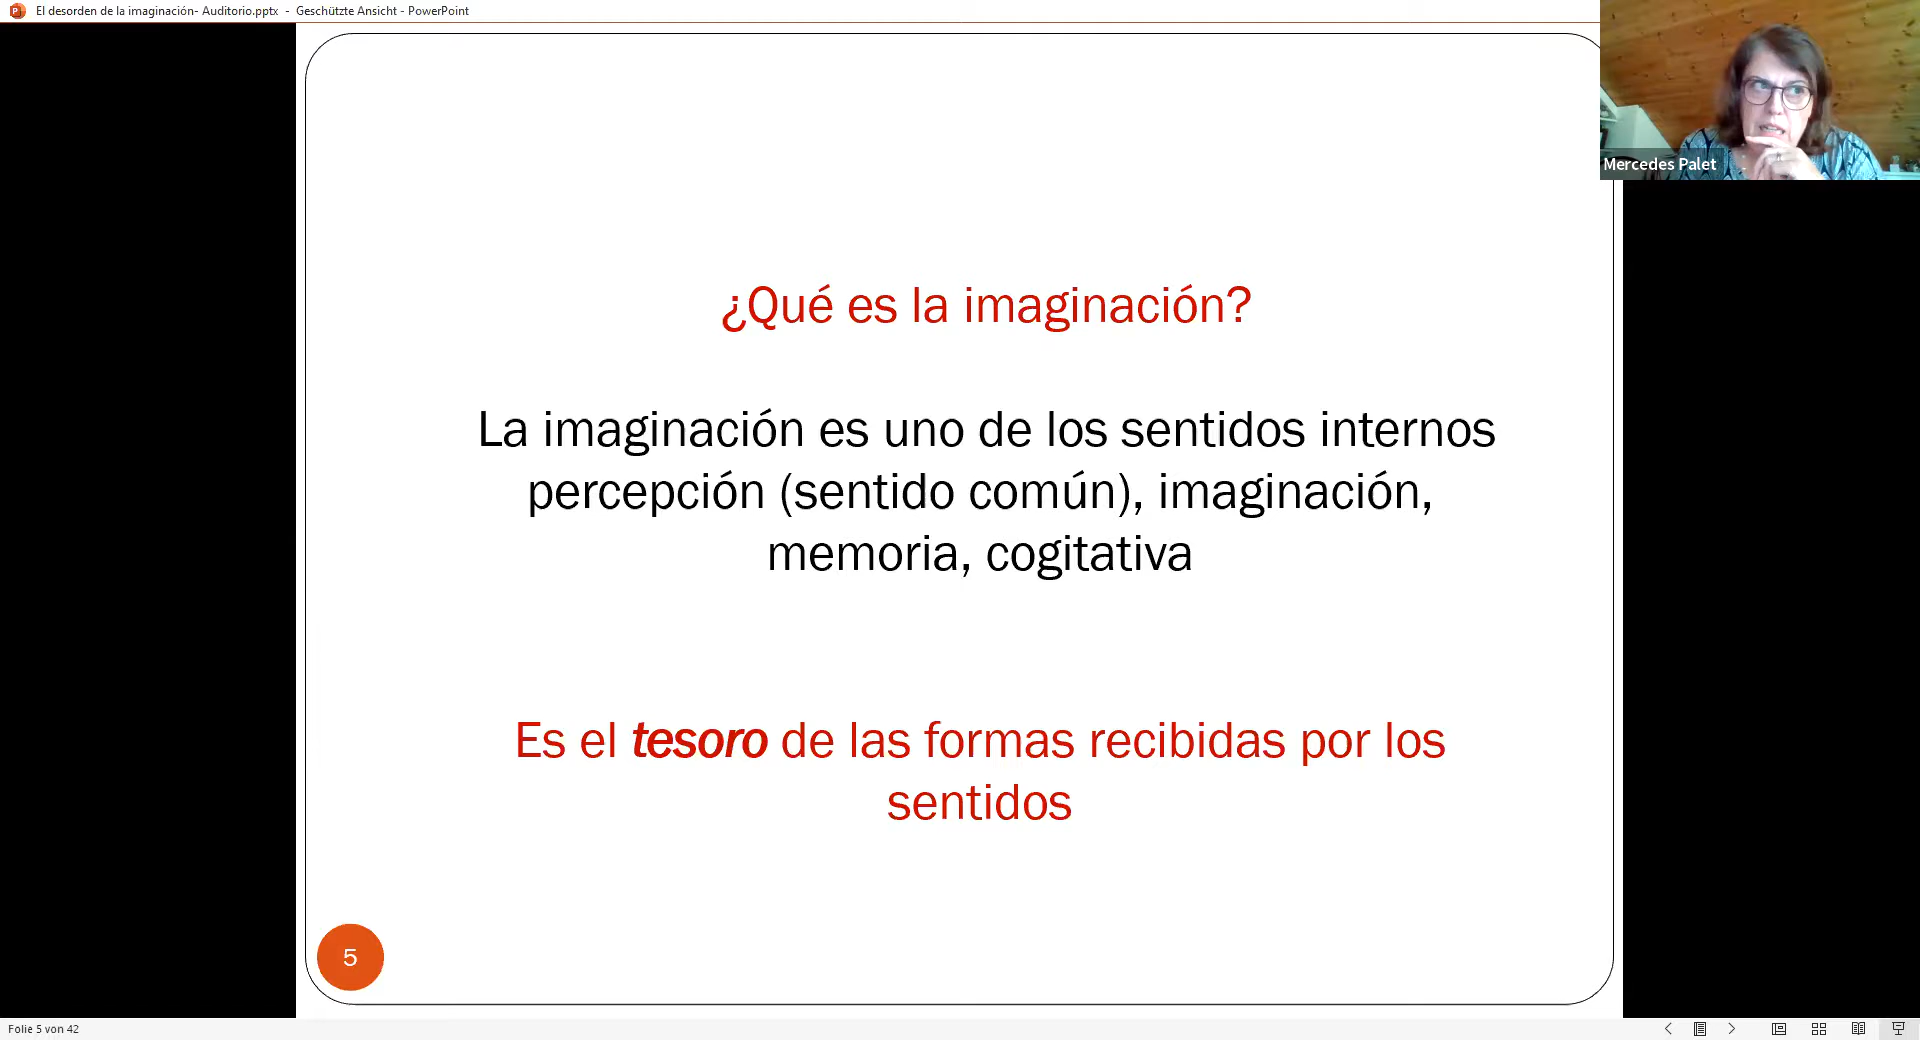 El desorden de la imaginación- Auditorio.pptx - Geschützte Ansicht - PowerPoint
Mercedes Palet
¿Qué es la imaginación?
La imaginación es uno de los sentidos internos
percepción (sentido común), imaginación,
memoria, cogitativa
Es el tesoro de las formas recibidas por los
sentidos
5
Folie 5 von 42